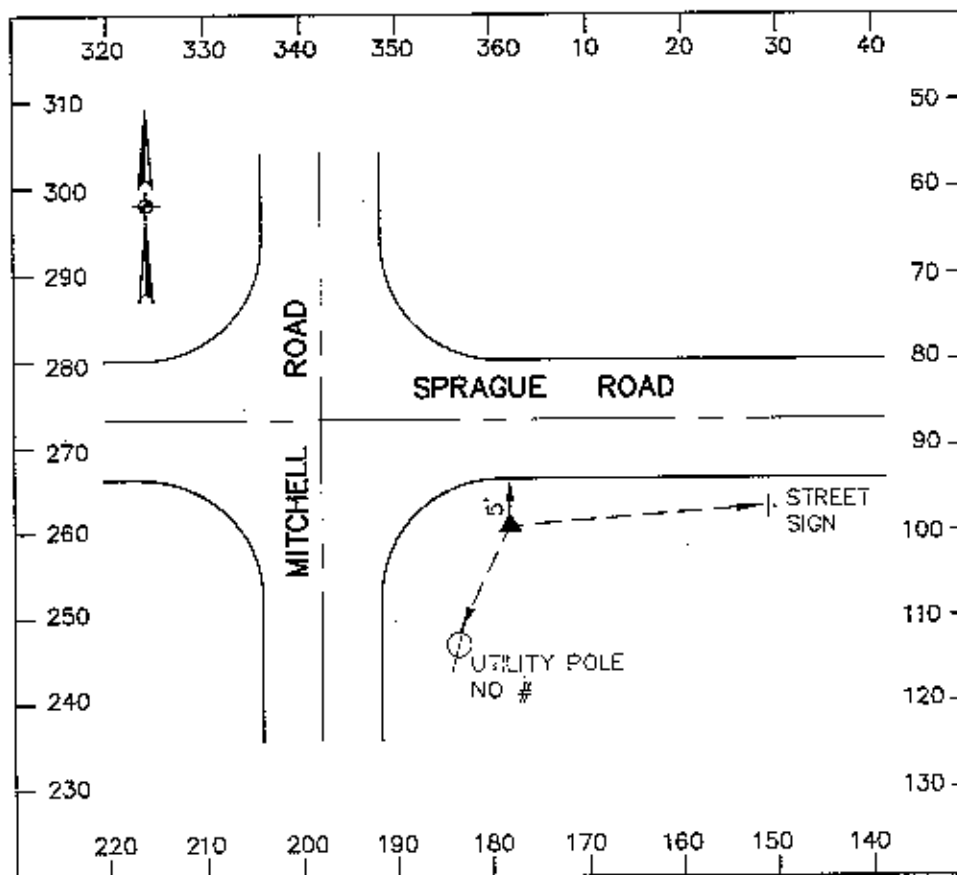 320 330 340 350 360 10 20 30 40
310 50
300 60
290 70
280 80
ROAD
SPRAGUE ROAD
270 90
MITCHELL
5'
STREET
SIGN
260 100
250 110
UTILITY POLE
NO #
240 120
230 130
220 210 200 190 180 170 160 150 140